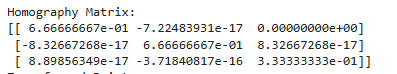 Homography Matrix:
[[ 6.66666667e-01 -7.22483931e-17  0.00000000e+00]
 [-8.32667268e-17  6.66666667e-01  8.32667268e-17]
 [ 8.89856349e-17 -3.71840817e-16  3.33333333e-01]]